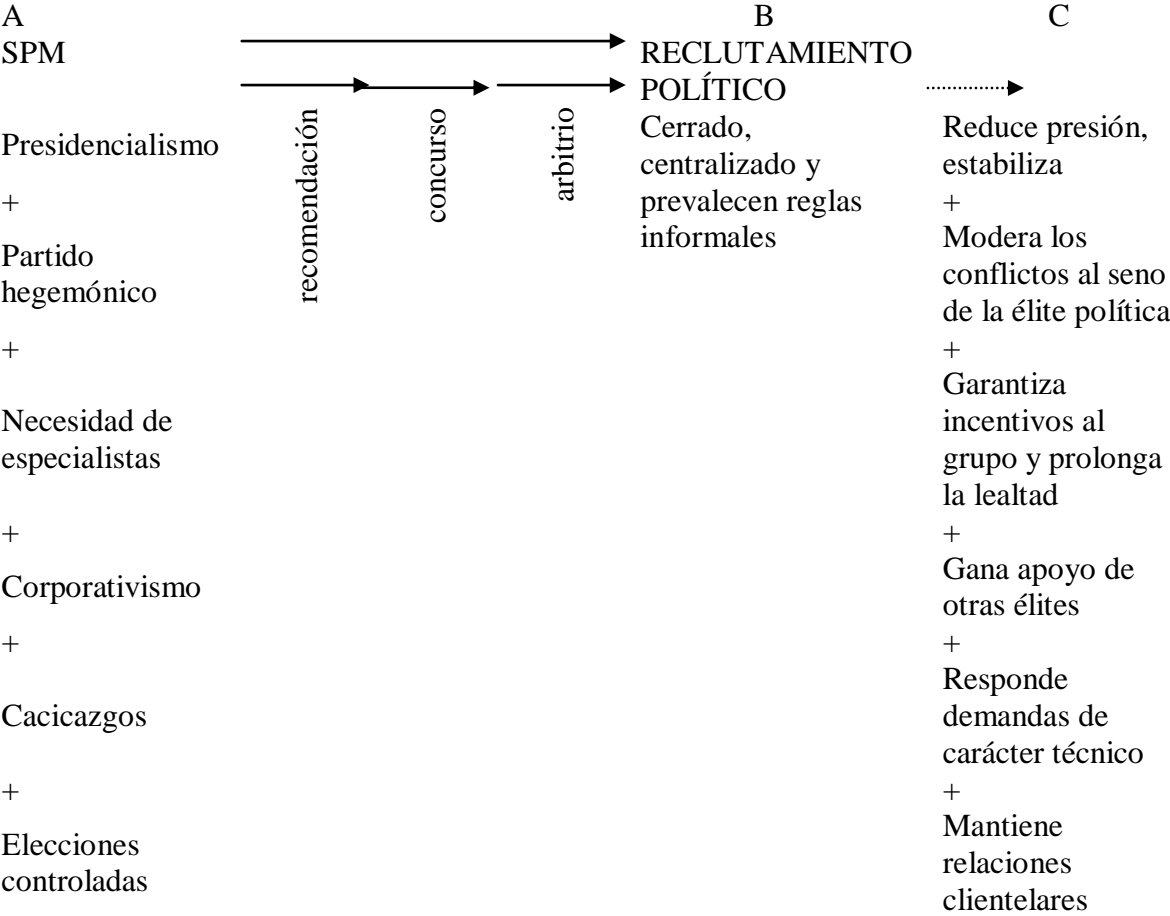 A
SPM
Presidencialismo
+
Partido
hegemónico
+
Necesidad de
especialistas
+
Corporativismo
+
Cacicazgos
+
Elecciones
controladas
recomendación
concurso
arbitrio
B
RECLUTAMIENTO
POLÍTICO
Cerrado,
centralizado y
prevalecen reglas
informales
C
Reduce presión,
estabiliza
+
Modera los
conflictos al seno
de la élite política
+
Garantiza
incentivos al
grupo y prolonga
la lealtad
+
Gana apoyo de
otras élites
+
Responde
demandas de
carácter técnico
+
Mantiene
relaciones
clientelares